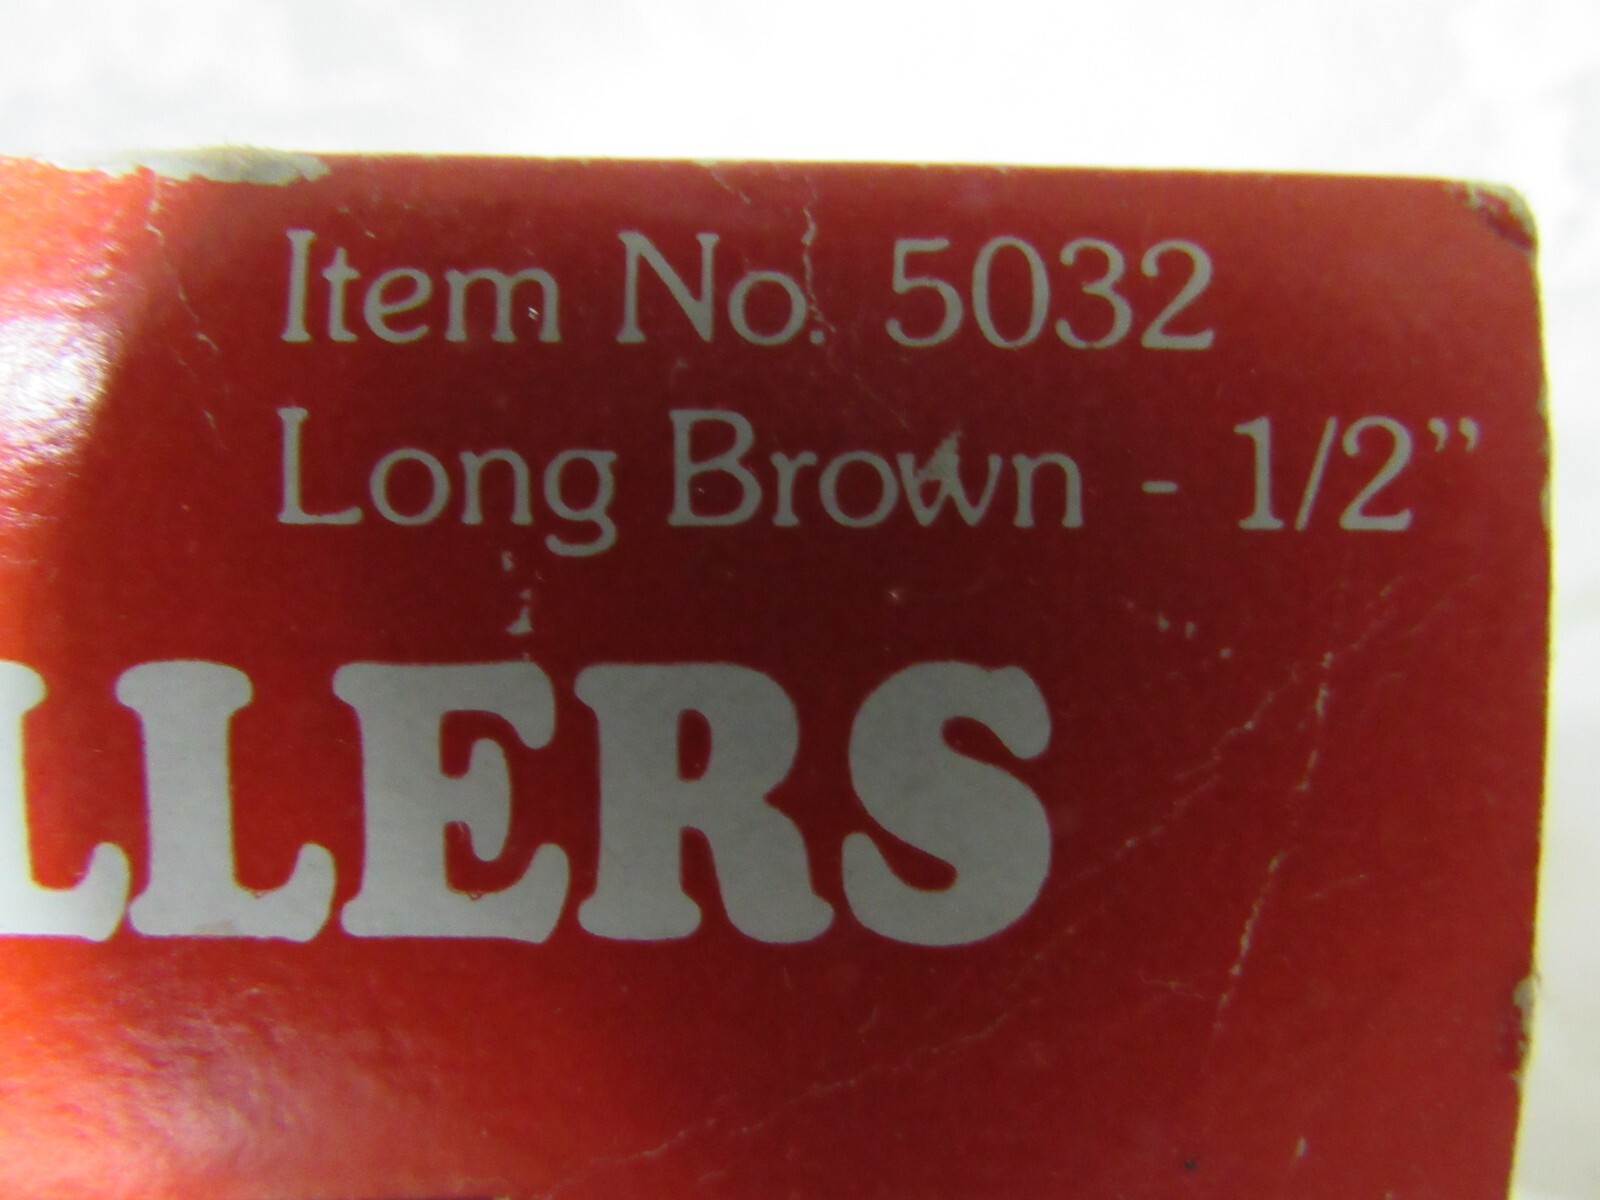 Item No. 5032
Long Brown - 1/2”
LLERS